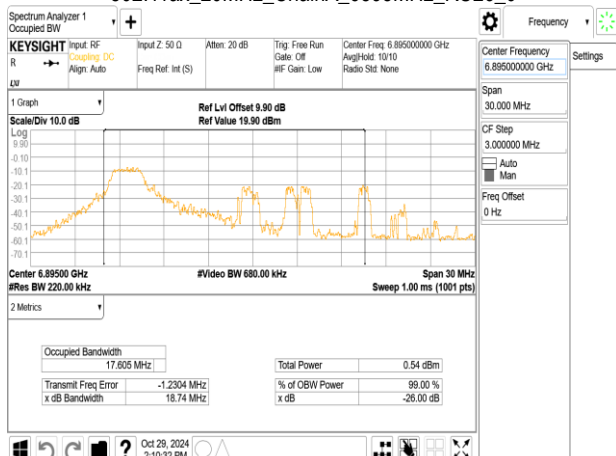 Spectrum Analyzer 1
Occupied BW
Frequency
KEYSIGHT
R
LXI
Input: RF
Coupling: DC
Align: Auto
Input Z: 50 Ω
Freq Ref: Int (S)
Atten: 20 dB
Trig: Free Run
Gate: Off
#IF Gain: Low
Center Freq: 6.895000000 GHz
Avg|Hold: 10/10
Radio Std: None
Center Frequency
6.895000000 GHz
Settings
Span
30.000 MHz
CF Step
3.000000 MHz
Auto
Man
Freq Offset
0 Hz
1 Graph
Scale/Div 10.0 dB
Ref Lvl Offset 9.90 dB
Ref Value 19.90 dBm
Log
9.90
-0.10
-10.1
-20.1
-30.1
-40.1
-50.1
-60.1
-70.1
Center 6.89500 GHz
#Res BW 220.00 kHz
#Video BW 680.00 kHz
Span 30 MHz
Sweep 1.00 ms (1001 pts)
2 Metrics
Occupied Bandwidth
17.605 MHz
Transmit Freq Error -1.2304 MHz
x dB Bandwidth 18.74 MHz
Total Power 0.54 dBm
% of OBW Power 99.00 %
x dB -26.00 dB
?
Oct 29, 2024
2:10:32 PM